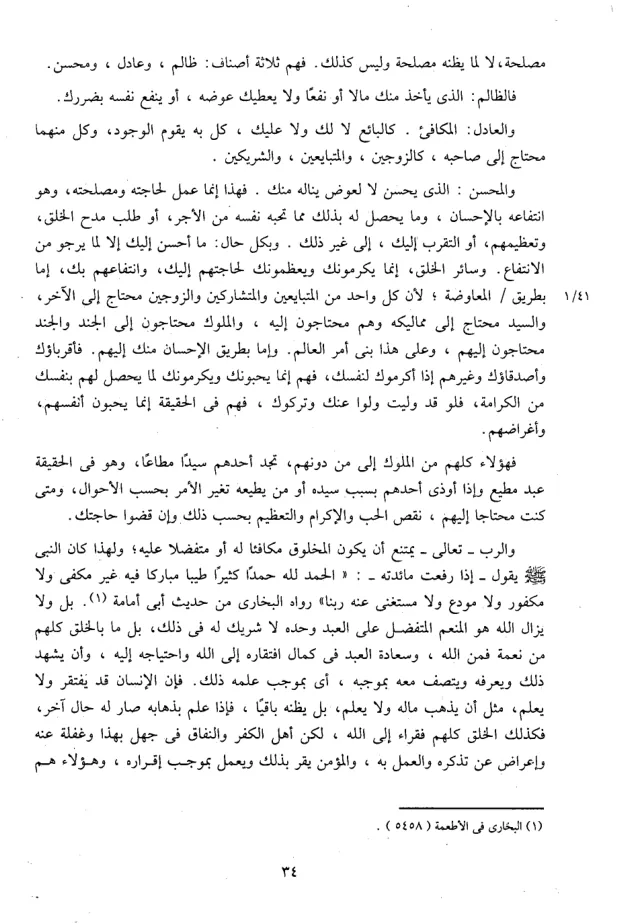 مصلحة، لا لما يظنه مصلحة وليس كذلك. فهم ثلاثة أصناف: ظالم ، وعادل ، ومحسن.
فالظالم: الذى يأخذ منك مالا أو نفعًا ولا يعطيك عوضه ، أو ينفع نفسه بضررك.
والعادل: المكافئ . كالبائع لا لك ولا عليك ، كل به يقوم الوجود، وكل منهما
محتاج إلى صاحبه ، كالزوجين ، والمتبايعين ، والشريكين .
والمحسن : الذى يحسن لا لعوض يناله منك . فهذا إنما عمل لحاجته ومصلحته، وهو
انتفاعه بالإحسان ، وما يحصل له بذلك مما تحبه نفسه من الأجر، أو طلب مدح الخلق،
وتعظيمهم، أو التقرب إليك ، إلى غير ذلك . وبكل حال: ما أحسن إليك إلا لما يرجو من
الانتفاع. وسائر الخلق، إنما يكرمونك ويعظمونك لحاجتهم إليك، وانتفاعهم بك، إما
١/٤١ بطريق / المعاوضة ؛ لأن كل واحد من المتبايعين والمتشاركين والزوجين محتاج إلى الآخر،
والسيد محتاج إلى مماليكه وهم محتاجون إليه ، والملوك محتاجون إلى الجند والجند
محتاجون إليهم ، وعلى هذا بنى أمر العالم. وإما بطريق الإحسان منك إليهم. فأقرباؤك
وأصدقاؤك وغيرهم إذا أكرموك لنفسك، فهم إنما يحبونك ويكرمونك لما يحصل لهم بنفسك
من الكرامة، فلو قد وليت ولوا عنك وتركوك ، فهم فى الحقيقة إنما يحبون أنفسهم،
وأغراضهم.
فهؤلاء كلهم من الملوك إلى من دونهم، تجد أحدهم سيدًا مطاعًا، وهو فى الحقيقة
عبد مطيع وإذا أوذى أحدهم بسبب سيده أو من يطيعه تغير الأمر بحسب الأحوال، ومتى
كنت محتاجا إليهم ، نقص الحب والإكرام والتعظيم بحسب ذلك وإن قضوا حاجتك.
والرب ـ تعالى ـ يمتنع أن يكون المخلوق مكافئا له أو متفضلا عليه؛ ولهذا كان النبى
ﷺ يقول ـ إذا رفعت مائدته ـ : « الحمد لله حمدًا كثيرًا طيبا مباركا فيه غير مكفى ولا
مكفور ولا مودع ولا مستغنى عنه ربنا» رواه البخارى من حديث أبى أمامة (١). بل ولا
يزال الله هو المنعم المتفضل على العبد وحده لا شريك له فى ذلك، بل ما بالخلق كلهم
من نعمة فمن الله ، وسعادة العبد فى كمال افتقاره إلى الله واحتياجه إليه ، وأن يشهد
ذلك ويعرفه ويتصف معه بموجبه ، أى بموجب علمه ذلك. فإن الإنسان قد يَفتقر ولا
يعلم، مثل أن يذهب ماله ولا يعلم، بل يظنه باقيًا ، فإذا علم بذهابه صار له حال آخر،
فكذلك الخلق كلهم فقراء إلى الله ، لكن أهل الكفر والنفاق فى جهل بهذا وغفلة عنه
وإعراض عن تذكره والعمل به ، والمؤمن يقر بذلك ويعمل بموجب إقراره ، وهؤلاء هم
(١) البخارى فى الأطعمة ( ٥٤٥٨ ) .
٣٤